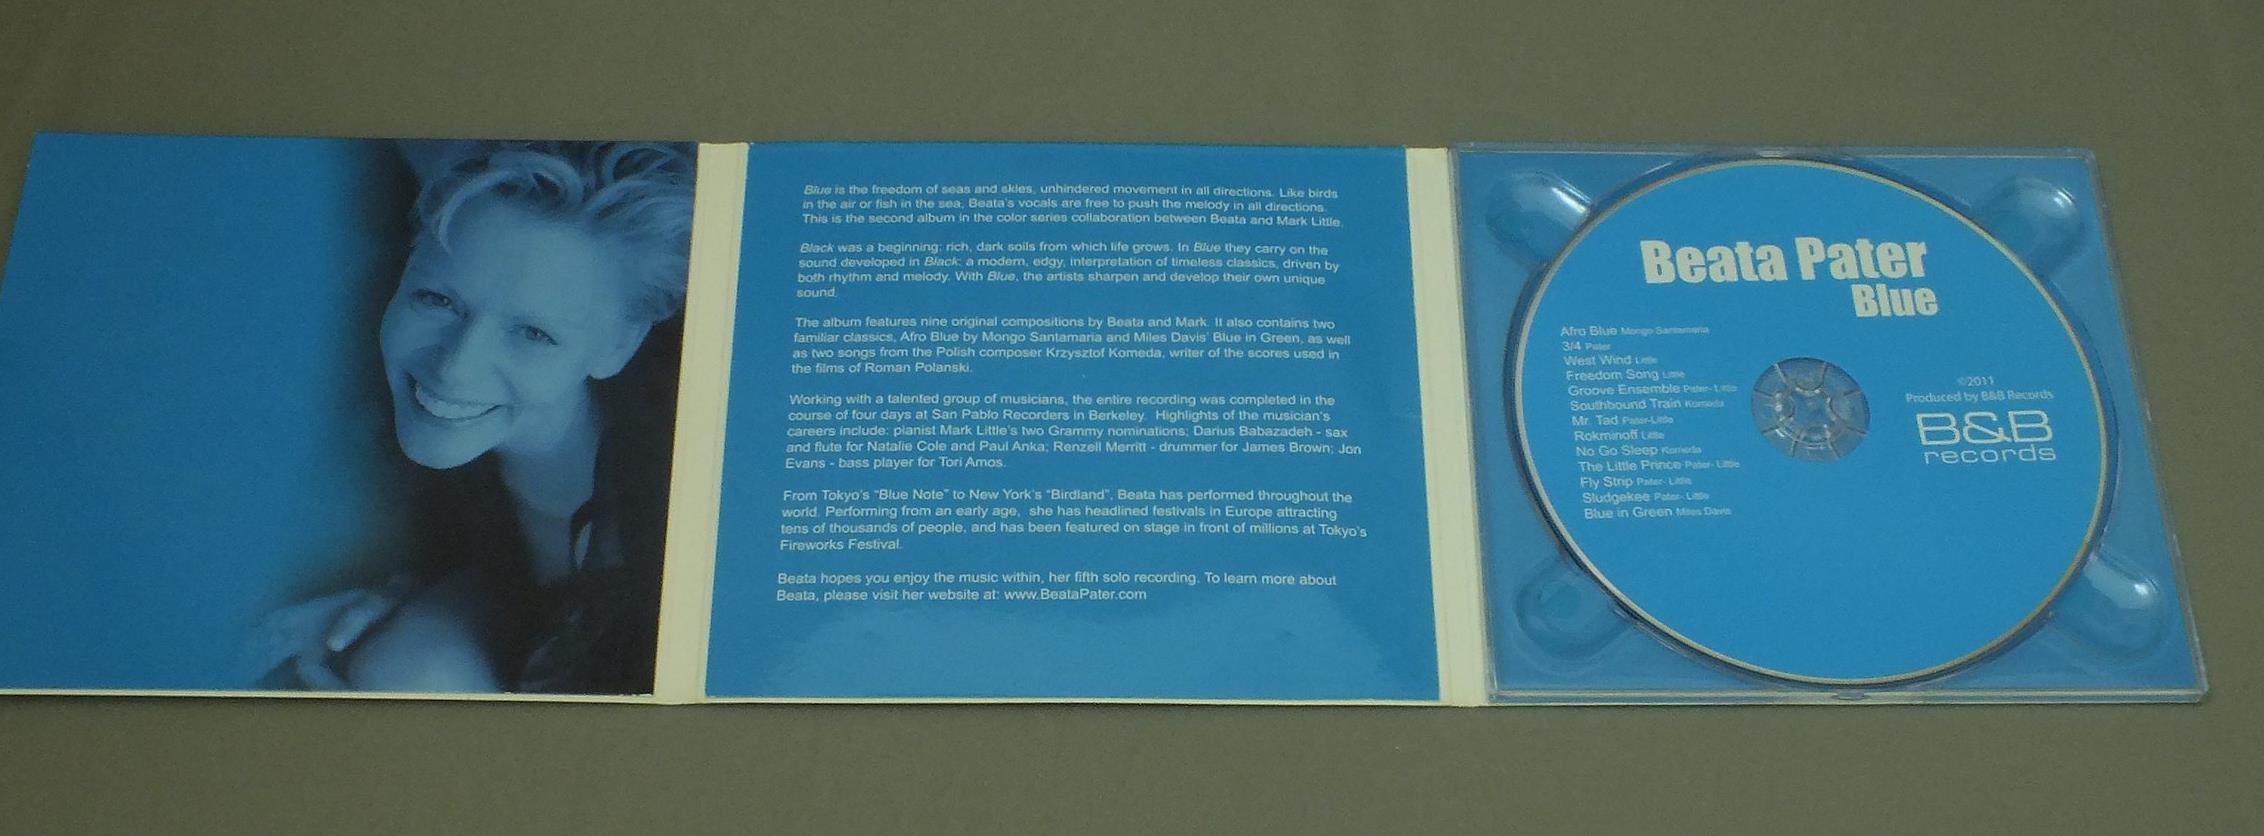 Blue is the freedom of seas and skies, unhindered movement in all directions. Like birds
in the air or fish in the sea, Beata's vocals are free to push the melody in all directions.
This is the second album in the color series collaboration between Beata and Mark Little.
Black was a beginning: rich, dark soils from which life grows. In Blue they carry on the
sound developed in Black: a modern, edgy, interpretation of timeless classics, driven by
both rhythm and melody. With Blue, the artists sharpen and develop their own unique
sound.
The album features nine original compositions by Beata and Mark. It also contains two
familiar classics, Afro Blue by Mongo Santamaria and Miles Davis' Blue in Green, as well
as two songs from the Polish composer Krzysztof Komeda, writer of the scores used in
the films of Roman Polanski.
Working with a talented group of musicians, the entire recording was completed in the
course of four days at San Pablo Recorders in Berkeley. Highlights of the musician's
careers include: pianist Mark Little's two Grammy nominations; Darius Babazadeh - sax
and flute for Natalie Cole and Paul Anka; Renzell Merritt - drummer for James Brown; Jon
Evans - bass player for Tori Amos.
From Tokyo's "Blue Note" to New York's "Birdland", Beata has performed throughout the
world. Performing from an early age, she has headlined festivals in Europe attracting
tens of thousands of people, and has been featured on stage in front of millions at Tokyo's
Fireworks Festival.
Beata hopes you enjoy the music within, her fifth solo recording. To learn more about
Beata, please visit her website at: www.BeataPater.com
Beata Pater
Blue
Afro Blue Mongo Santamaria
3/4 Pater
West Wind Little
Freedom Song Little
Groove Ensemble Pater- Little
Southbound Train Komeda
Mr. Tad Pater-Little
Rokminoff Little
No Go Sleep Komeda
The Little Prince Pater- Little
Fly Strip Pater- Little
Sludgekee Pater- Little
Blue in Green Miles Davis
©2011
Produced by B&B Records
B&B
records